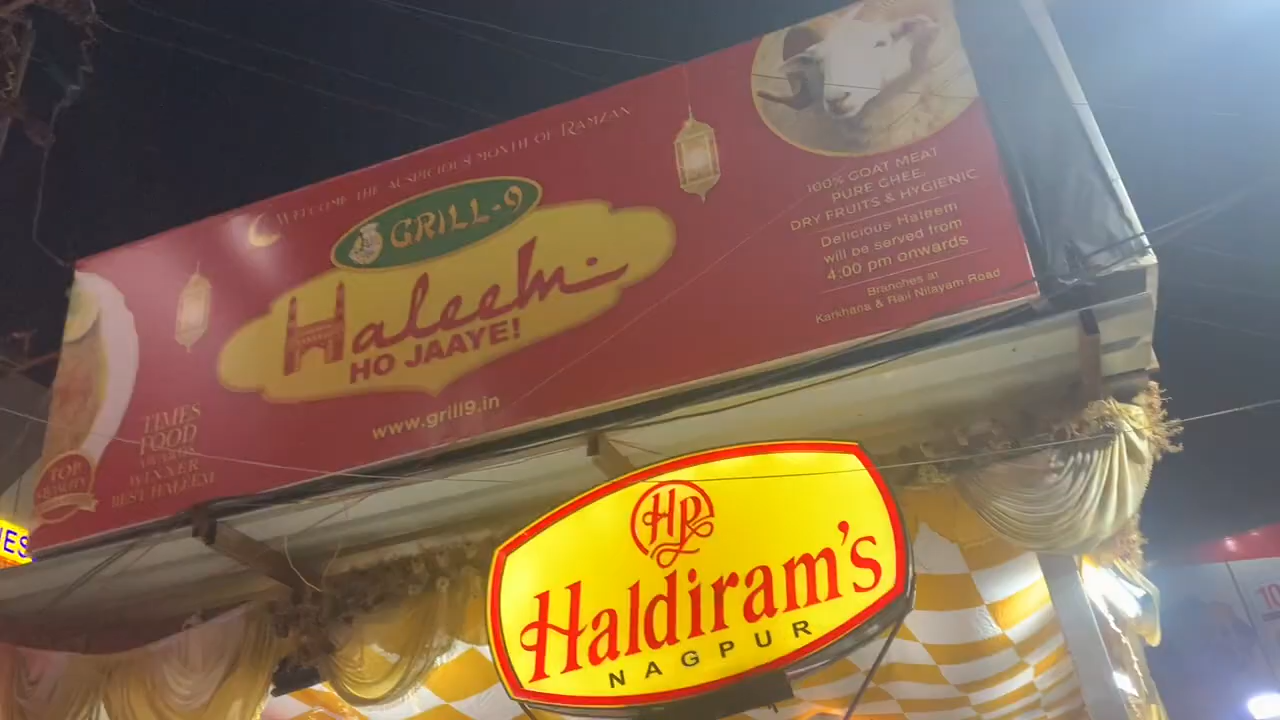 WELCOME THE AUSPICIOUS MONTH OF RAMZAN
GRILL-9
Haleem
HO JAAYE!
www.grill9.in
TIMES
FOOD
WINNER
BEST HALEEM
TOP
100% GOAT MEAT
PURE GHEE,
DRY FRUITS & HYGIENIC
Delicious Haleem
will be served from
4:00 pm onwards
Branches at
Karkhana & Rail Nilayam Road
HR
Haldiram's
NAGPUR